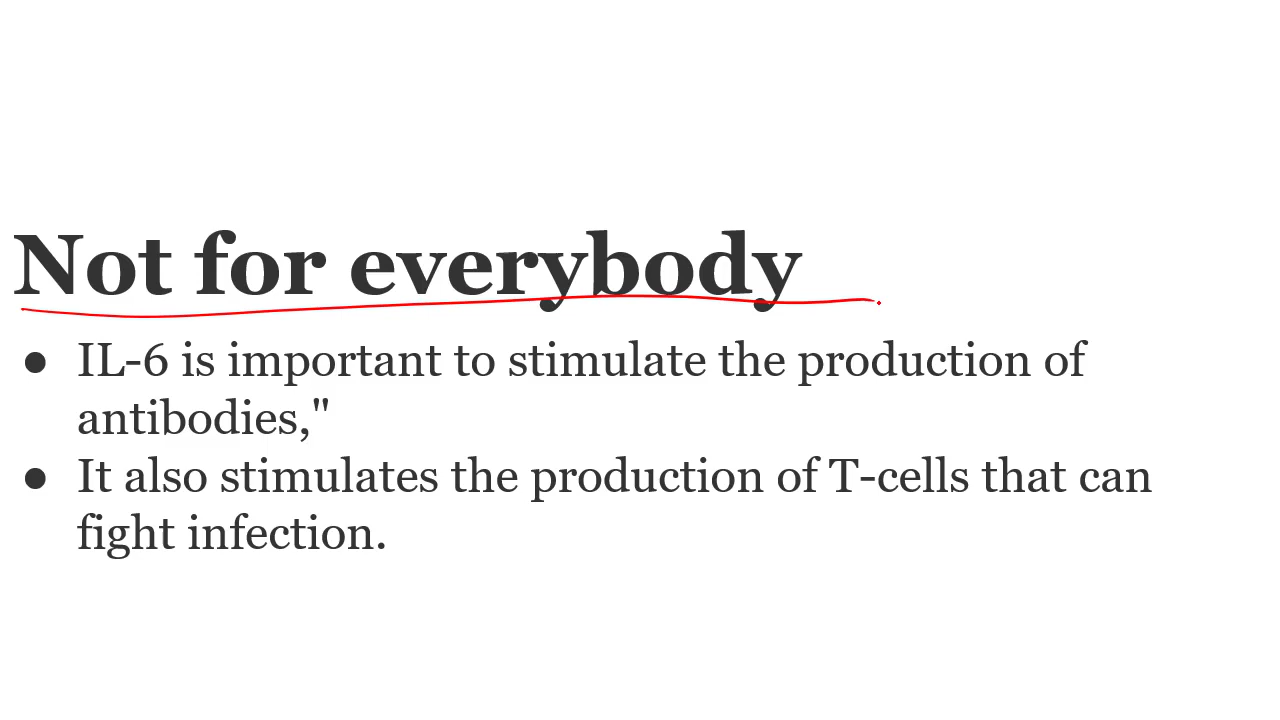 Not for everybody
● IL-6 is important to stimulate the production of
antibodies,"
● It also stimulates the production of T-cells that can
fight infection.